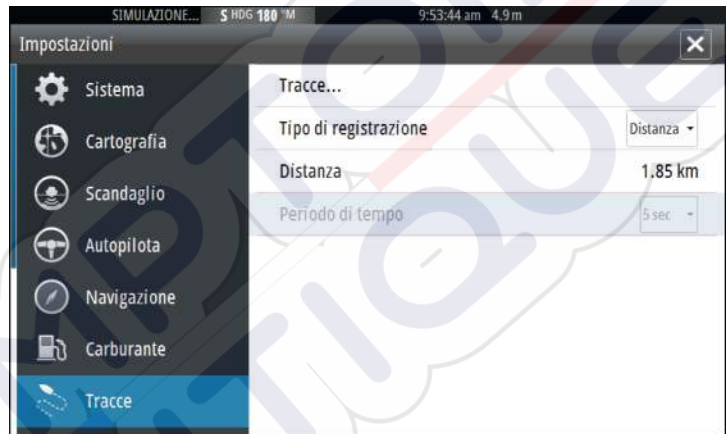 SIMULAZIONE... S HDG 180 °M 9:53:44 am 4.9 m
Impostazioni
Sistema
Cartografia
Scandaglio
Autopilota
Navigazione
Carburante
Tracce
Tracce...
Tipo di registrazione Distanza
Distanza 1.85 km
Periodo di tempo 5 sec